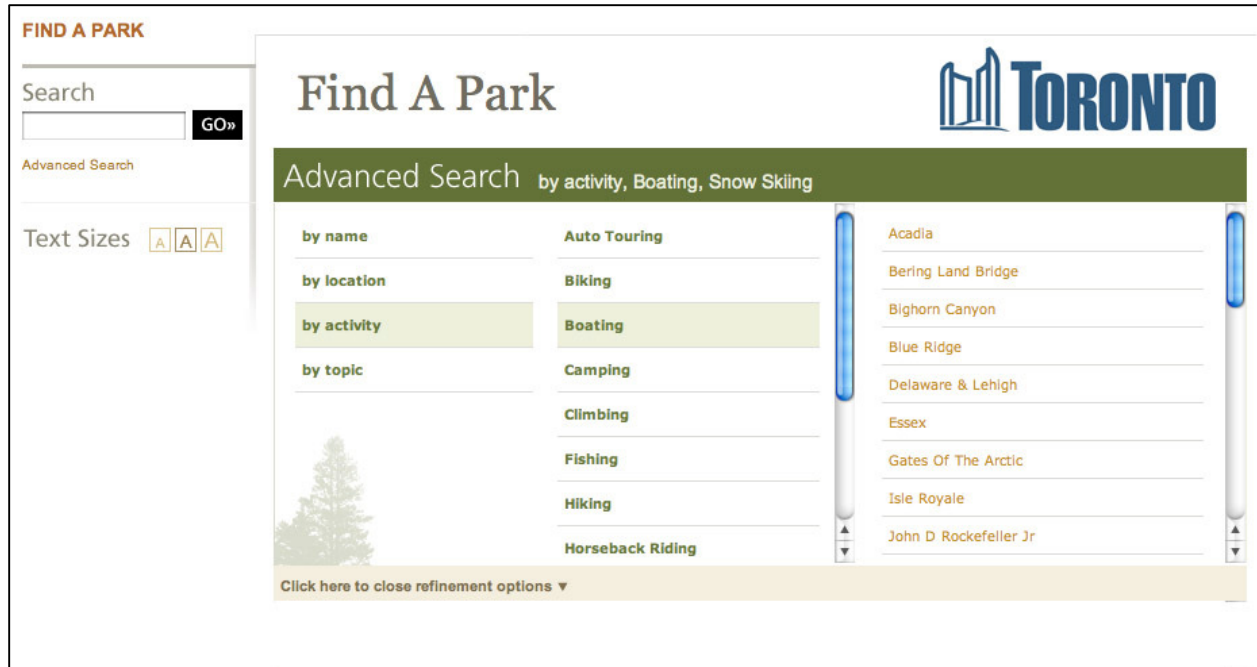 FIND A PARK
Search
GO»
Advanced Search
Text Sizes A A A
Find A Park
TORONTO
Advanced Search by activity, Boating, Snow Skiing
by name
by location
by activity
by topic
Auto Touring
Biking
Boating
Camping
Climbing
Fishing
Hiking
Horseback Riding
Acadia
Bering Land Bridge
Bighorn Canyon
Blue Ridge
Delaware & Lehigh
Essex
Gates Of The Arctic
Isle Royale
John D Rockefeller Jr
Click here to close refinement options ▼